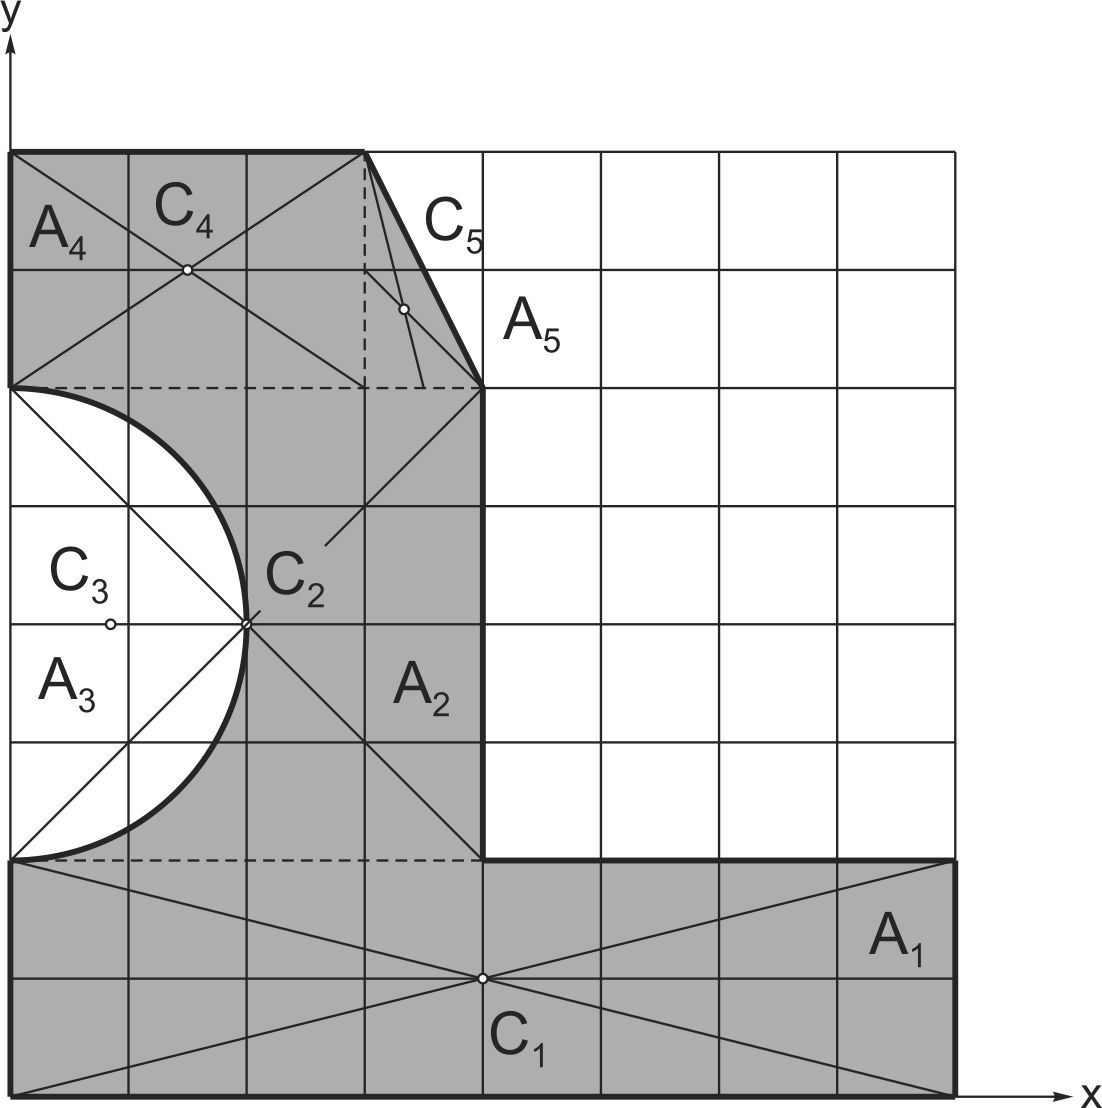 y
C₄
A₄
C₅
A₅
C₃
C₂
A₃
A₂
A₁
C₁
x